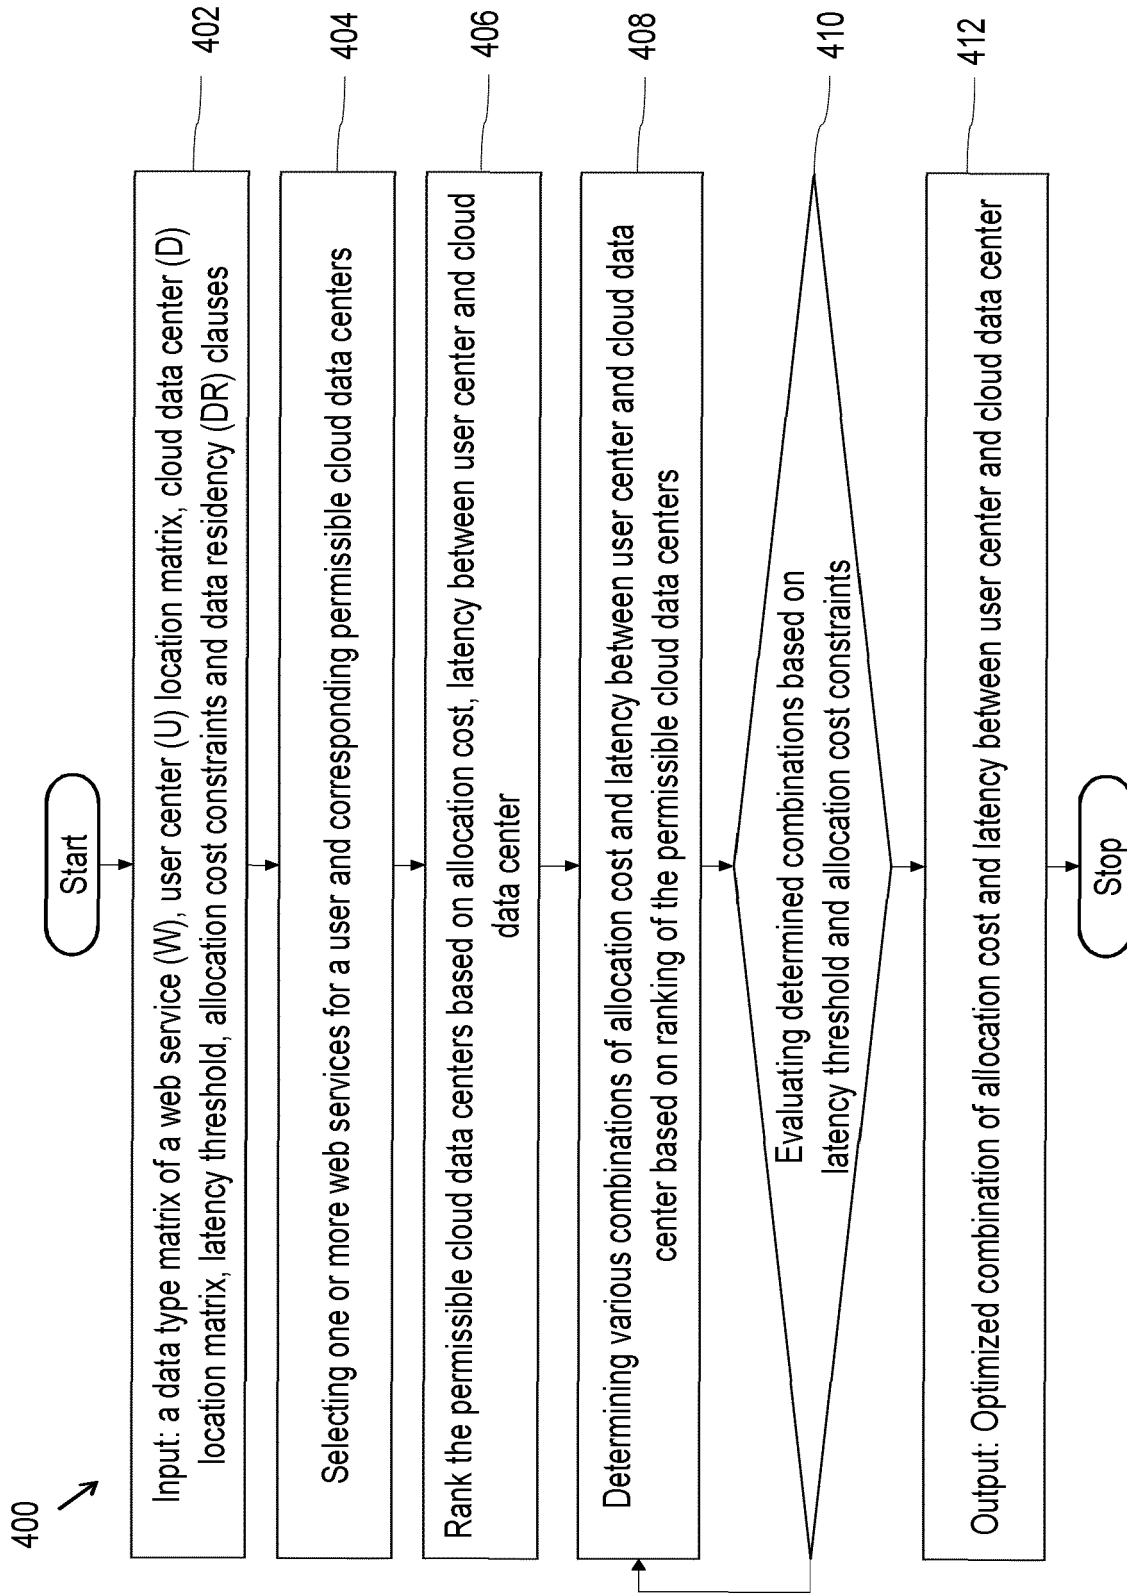 400
Start
Input: a data type matrix of a web service (W), user center (U) location matrix, cloud data center (D)
location matrix, latency threshold, allocation cost constraints and data residency (DR) clauses
402
Selecting one or more web services for a user and corresponding permissible cloud data centers
404
Rank the permissible cloud data centers based on allocation cost, latency between user center and cloud
data center
406
Determining various combinations of allocation cost and latency between user center and cloud data
center based on ranking of the permissible cloud data centers
408
Evaluating determined combinations based on
latency threshold and allocation cost constraints
410
Output: Optimized combination of allocation cost and latency between user center and cloud data center
412
Stop